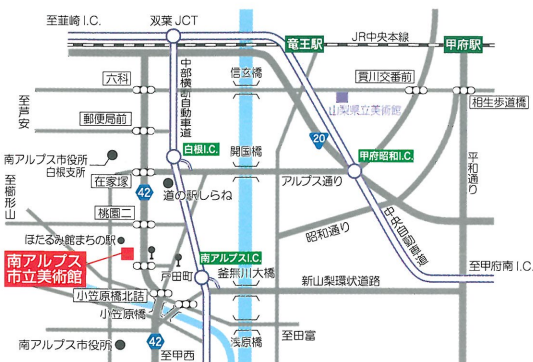 至韮崎 I.C.
双葉 JCT
竜王駅
JR中央本線
甲府駅
六科
中部横断自動車道
信玄橋
貢川交番前
至芦安
山梨県立美術館
相生歩道橋
郵便局前
20
南アルプス市役所
白根支所
白根I.C.
開国橋
甲府昭和I.C.
平和通り
在家塚
42
道の駅しらね
アルプス通り
至櫛形山
桃園二
昭和通り
中央自動車道
ほたるみ館まちの駅
南アルプス
市立美術館
戸田町
南アルプスI.C.
釜無川大橋
至甲府南 I.C.
新山梨環状道路
小笠原橋北詰
小笠原橋
42
南アルプス市役所
至甲西
浅原橋
至田富